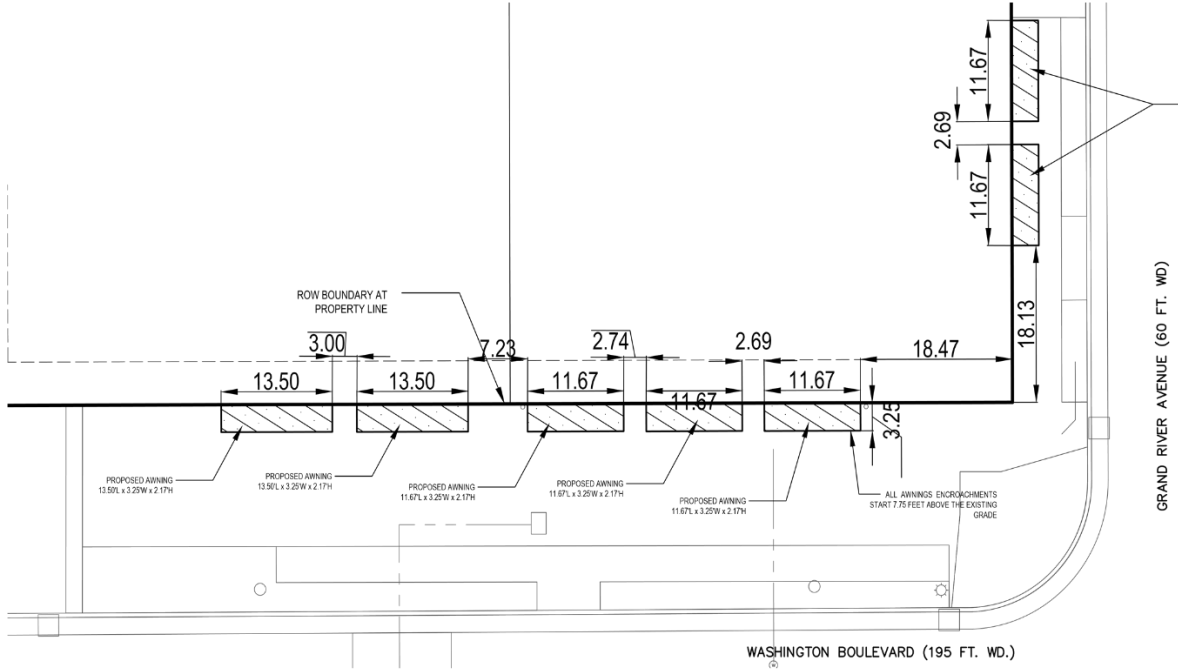 11.67
2.69
11.67
18.13
GRAND RIVER AVENUE (60 FT. WD)
ROW BOUNDARY AT
PROPERTY LINE
3.00
7.23
2.74
2.69
18.47
13.50
13.50
11.67
11.67
11.67
3.25
PROPOSED AWNING
13.50'L x 3.25'W x 2.17'H
PROPOSED AWNING
13.50'L x 3.25'W x 2.17'H
PROPOSED AWNING
11.67'L x 3.25'W x 2.17'H
PROPOSED AWNING
11.67'L x 3.25'W x 2.17'H
PROPOSED AWNING
11.67'L x 3.25'W x 2.17'H
ALL AWNINGS ENCROACHMENTS
START 7.75 FEET ABOVE THE EXISTING
GRADE
WASHINGTON BOULEVARD (195 FT. WD.)